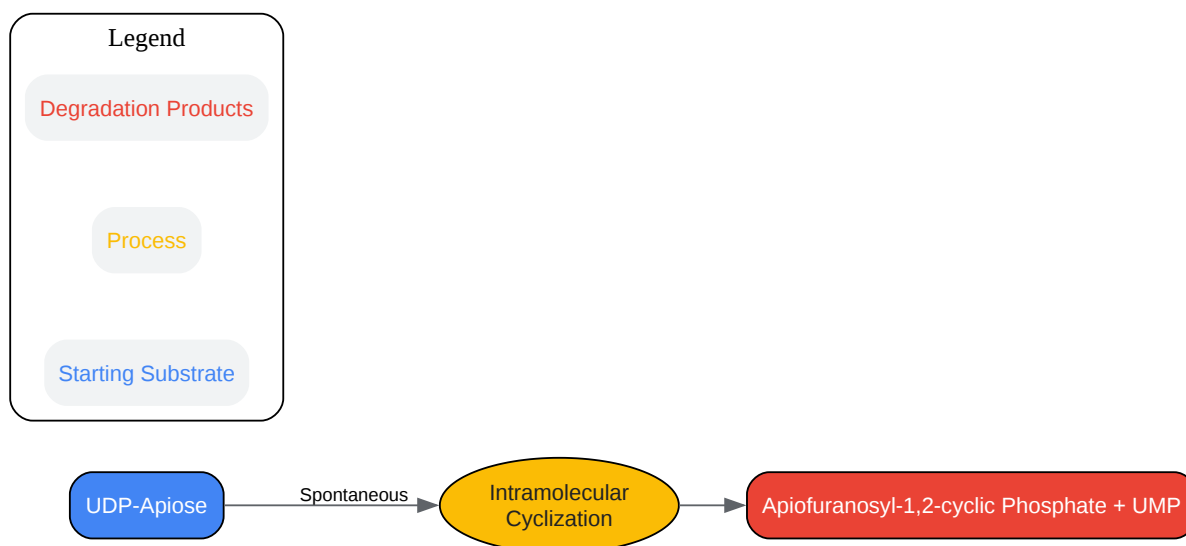 Legend
Degradation Products
Process
Starting Substrate
UDP-Apiose
Spontaneous
Intramolecular
Cyclization
Apiofuranosyl-1,2-cyclic Phosphate + UMP